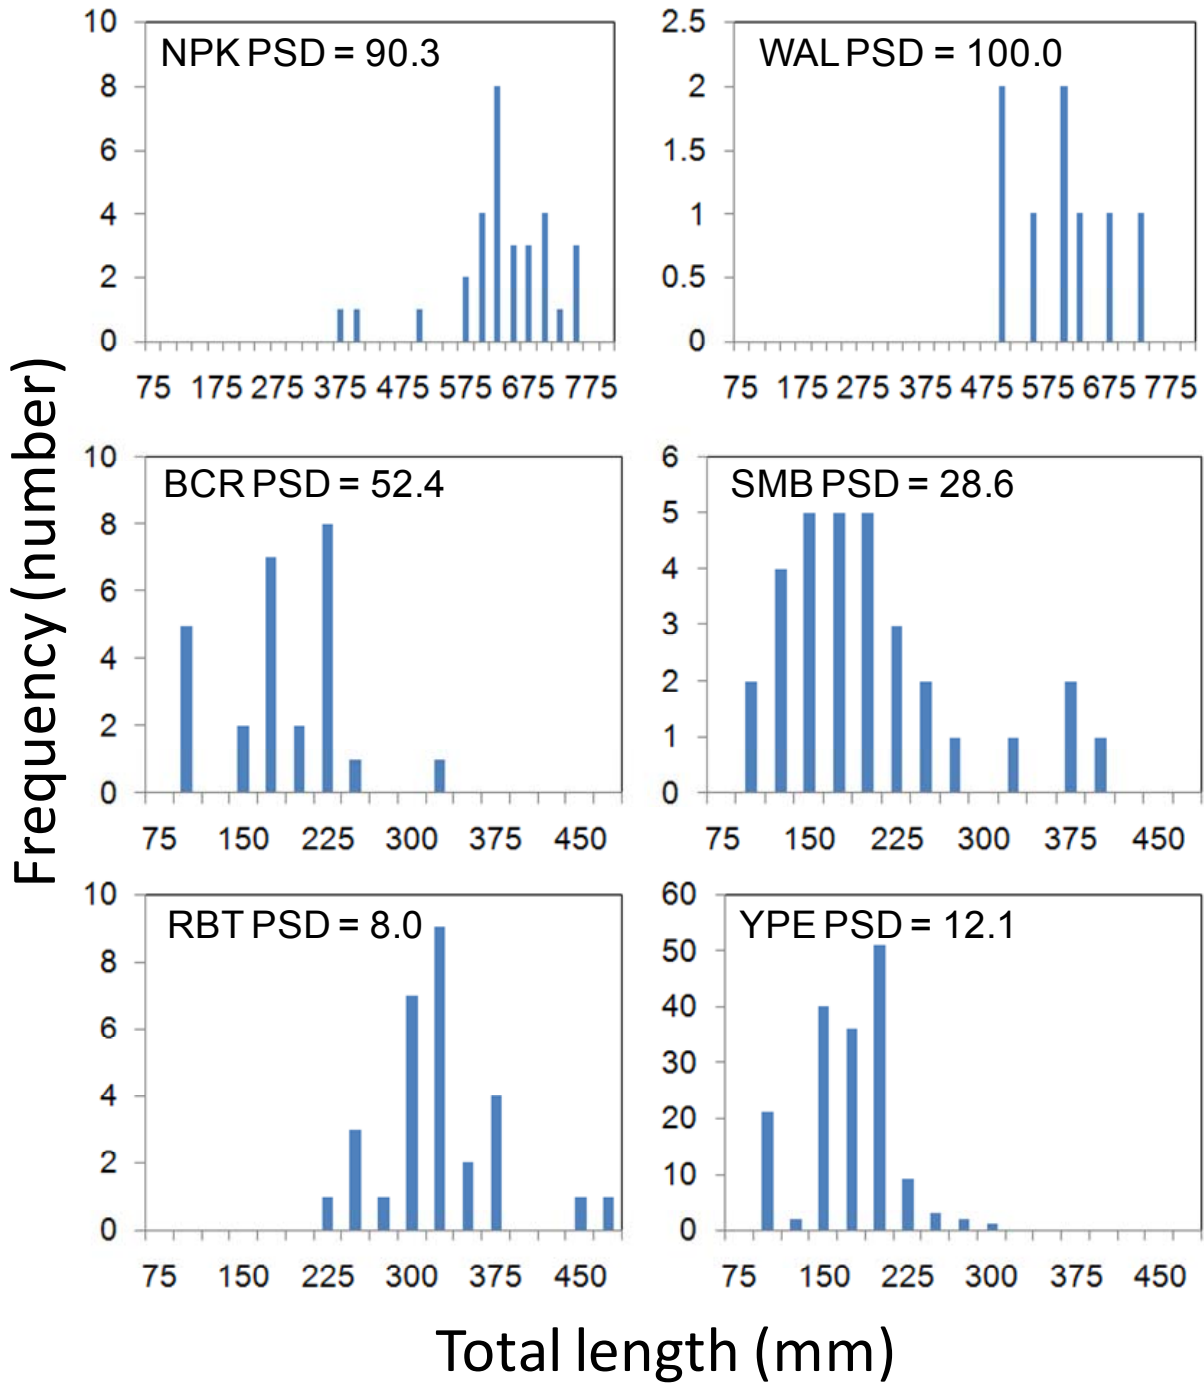 Frequency (number)
NPK PSD = 90.3
10
8
6
4
2
0
75 175 275 375 475 575 675 775
WAL PSD = 100.0
2.5
2
1.5
1
0.5
0
75 175 275 375 475 575 675 775
BCR PSD = 52.4
10
8
6
4
2
0
75 150 225 300 375 450
SMB PSD = 28.6
6
5
4
3
2
1
0
75 150 225 300 375 450
RBT PSD = 8.0
10
8
6
4
2
0
75 150 225 300 375 450
YPE PSD = 12.1
60
50
40
30
20
10
0
75 150 225 300 375 450
Total length (mm)